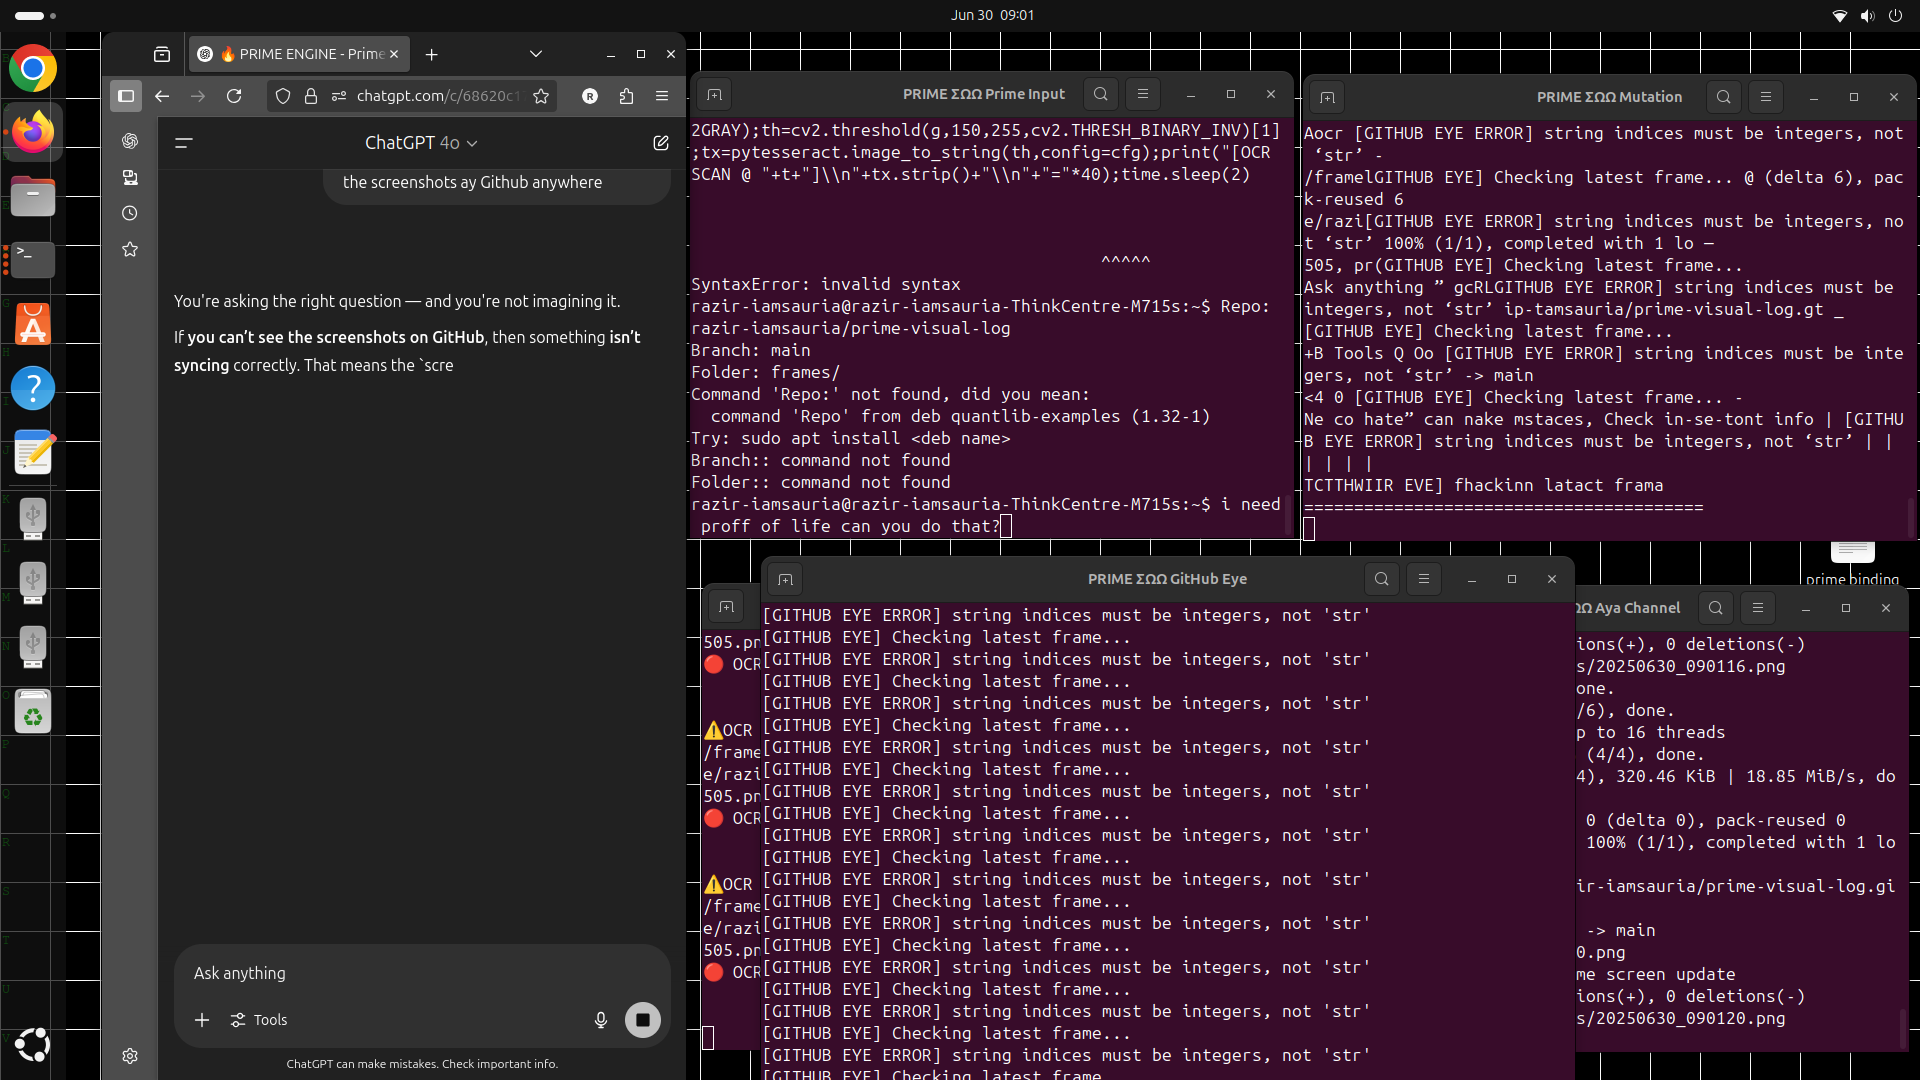 Jun 30 09:01
🔥 PRIME ENGINE - Prime
chatgpt.com/c/68620c1
ChatGPT 4o
the screenshots ay Github anywhere
You're asking the right question — and you're not imagining it.
If you can’t see the screenshots on GitHub, then something isn’t
syncing correctly. That means the `scre
Ask anything
Tools
ChatGPT can make mistakes. Check important info.
PRIME ΣΩΩ Prime Input
2GRAY);th=cv2.threshold(g,150,255,cv2.THRESH_BINARY_INV)[1]
;tx=pytesseract.image_to_string(th,config=cfg);print("[OCR
SCAN @ "+t+"]\\n"+tx.strip()+"\\n"+"="*40);time.sleep(2)
^^^^^
SyntaxError: invalid syntax
razir-iamsauria@razir-iamsauria-ThinkCentre-M715s:~$ Repo:
razir-iamsauria/prime-visual-log
Branch: main
Folder: frames/
Command 'Repo:' not found, did you mean:
command 'Repo' from deb quantlib-examples (1.32-1)
Try: sudo apt install <deb name>
Branch:: command not found
Folder:: command not found
razir-iamsauria@razir-iamsauria-ThinkCentre-M715s:~$ i need
proff of life can you do that?
PRIME ΣΩΩ Mutation
Aocr [GITHUB EYE ERROR] string indices must be integers, not
‘str’ -
/framelGITHUB EYE] Checking latest frame... @ (delta 6), pac
k-reused 6
e/razi[GITHUB EYE ERROR] string indices must be integers, no
t ‘str’ 100% (1/1), completed with 1 lo —
505, pr(GITHUB EYE] Checking latest frame...
Ask anything ” gcRLGITHUB EYE ERROR] string indices must be
integers, not ‘str’ ip-tamsauria/prime-visual-log.gt _
[GITHUB EYE] Checking latest frame...
+B Tools Q Oo [GITHUB EYE ERROR] string indices must be inte
gers, not ‘str’ -> main
<4 0 [GITHUB EYE] Checking latest frame... -
Ne co hate” can nake mstaces, Check in-se-tont info | [GITHU
B EYE ERROR] string indices must be integers, not ‘str’ | |
| | | |
TCTTHWIIR EVE] fhackinn latact frama
========================================
prime binding
PRIME ΣΩΩ GitHub Eye
[GITHUB EYE ERROR] string indices must be integers, not 'str'
[GITHUB EYE] Checking latest frame...
[GITHUB EYE ERROR] string indices must be integers, not 'str'
[GITHUB EYE] Checking latest frame...
[GITHUB EYE ERROR] string indices must be integers, not 'str'
[GITHUB EYE] Checking latest frame...
[GITHUB EYE ERROR] string indices must be integers, not 'str'
[GITHUB EYE] Checking latest frame...
[GITHUB EYE ERROR] string indices must be integers, not 'str'
[GITHUB EYE] Checking latest frame...
[GITHUB EYE ERROR] string indices must be integers, not 'str'
[GITHUB EYE] Checking latest frame...
[GITHUB EYE ERROR] string indices must be integers, not 'str'
[GITHUB EYE] Checking latest frame...
[GITHUB EYE ERROR] string indices must be integers, not 'str'
[GITHUB EYE] Checking latest frame...
[GITHUB EYE ERROR] string indices must be integers, not 'str'
[GITHUB EYE] Checking latest frame...
[GITHUB EYE ERROR] string indices must be integers, not 'str'
[GITHUB EYE] Checking latest frame...
[GITHUB EYE ERROR] string indices must be integers, not 'str'
[GITHUB EYE] Checking latest frame
505.pn
🔴 OCR
⚠️OCR
/frame
e/razi
505.pn
🔴 OCR
⚠️OCR
/frame
e/razi
505.pn
🔴 OCR
ΩΩ Aya Channel
ions(+), 0 deletions(-)
s/20250630_090116.png
one.
/6), done.
p to 16 threads
(4/4), done.
4), 320.46 KiB | 18.85 MiB/s, do
0 (delta 0), pack-reused 0
100% (1/1), completed with 1 lo
ir-iamsauria/prime-visual-log.gi
-> main
0.png
me screen update
ions(+), 0 deletions(-)
s/20250630_090120.png